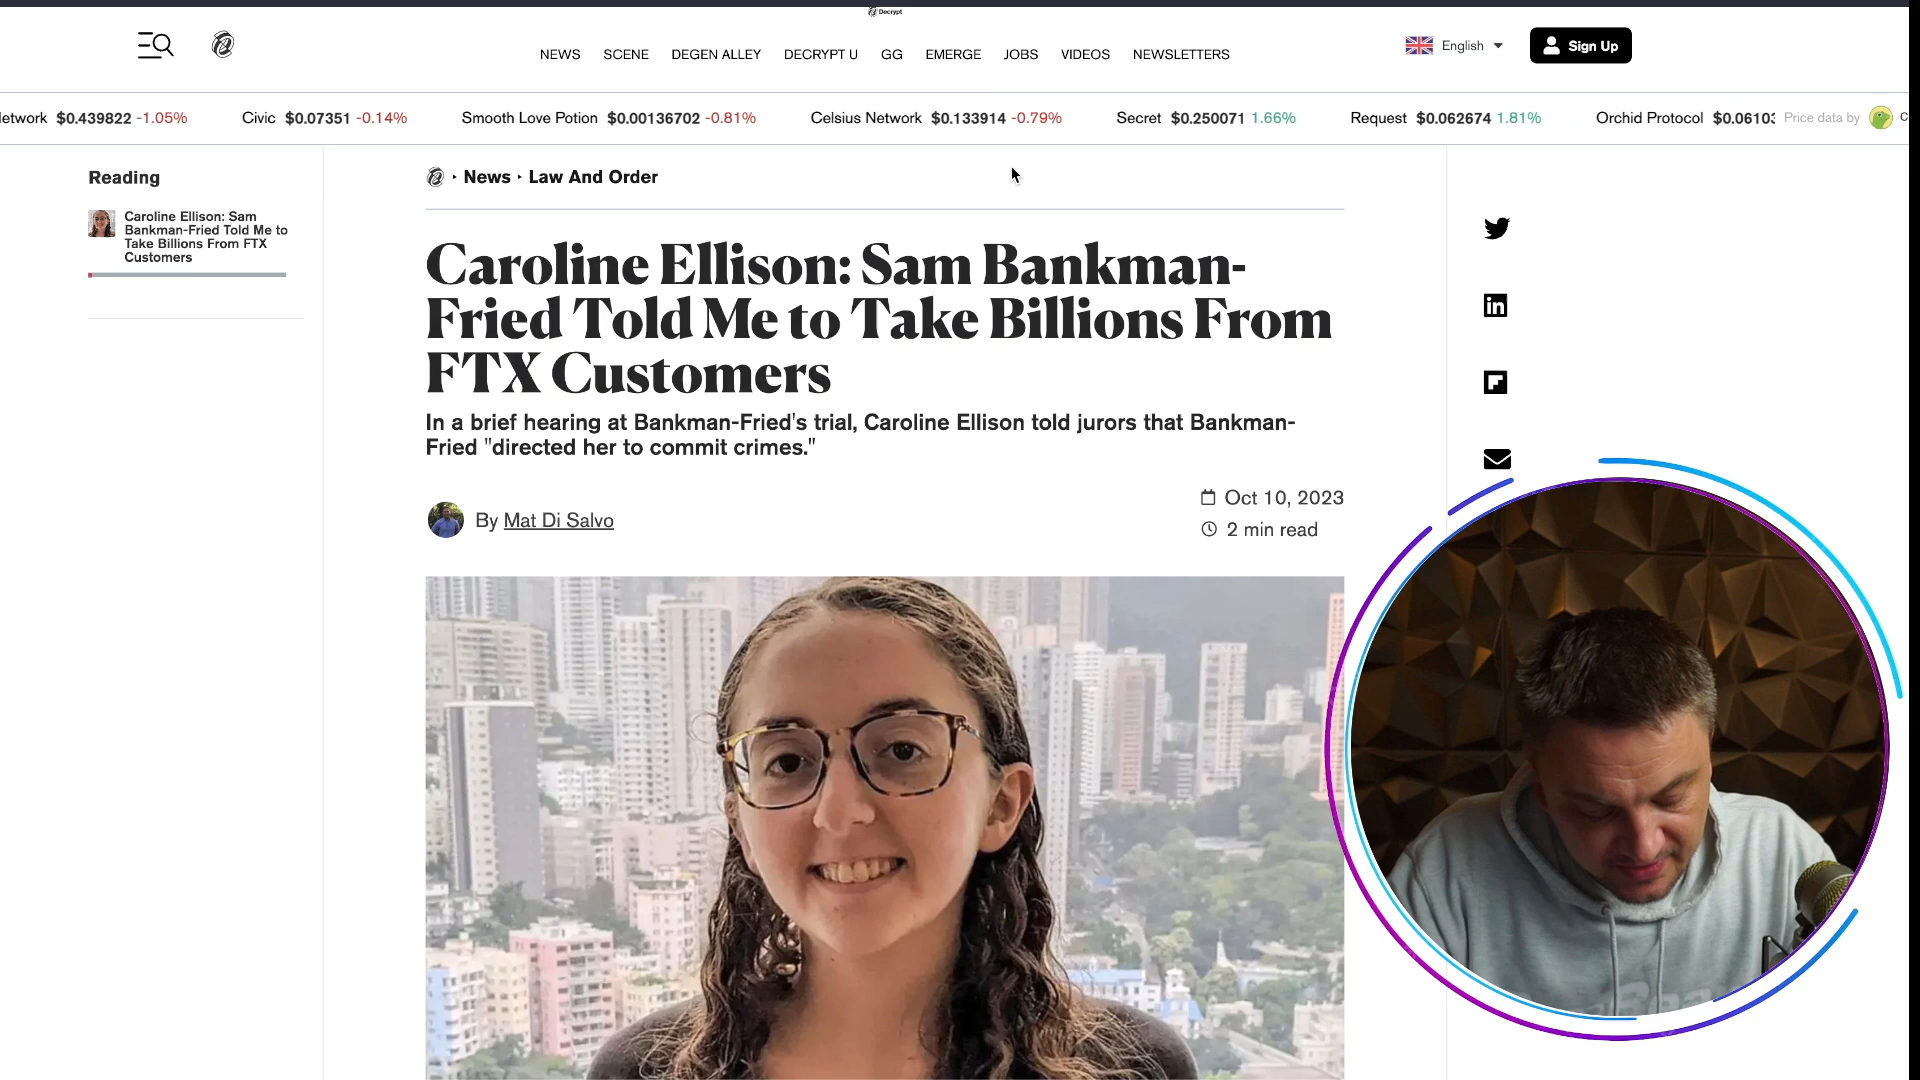 Decrypt
NEWS SCENE DEGEN ALLEY DECRYPT U GG EMERGE JOBS VIDEOS NEWSLETTERS
English
Sign Up
etwork $0.439822 -1.05% Civic $0.07351 -0.14% Smooth Love Potion $0.00136702 -0.81% Celsius Network $0.133914 -0.79% Secret $0.250071 1.66% Request $0.062674 1.81% Orchid Protocol $0.06103 Price data by C
Reading
Caroline Ellison: Sam
Bankman-Fried Told Me to
Take Billions From FTX
Customers
News · Law And Order
Caroline Ellison: Sam Bankman-
Fried Told Me to Take Billions From
FTX Customers
In a brief hearing at Bankman-Fried's trial, Caroline Ellison told jurors that Bankman-
Fried "directed her to commit crimes."
By Mat Di Salvo
Oct 10, 2023
2 min read